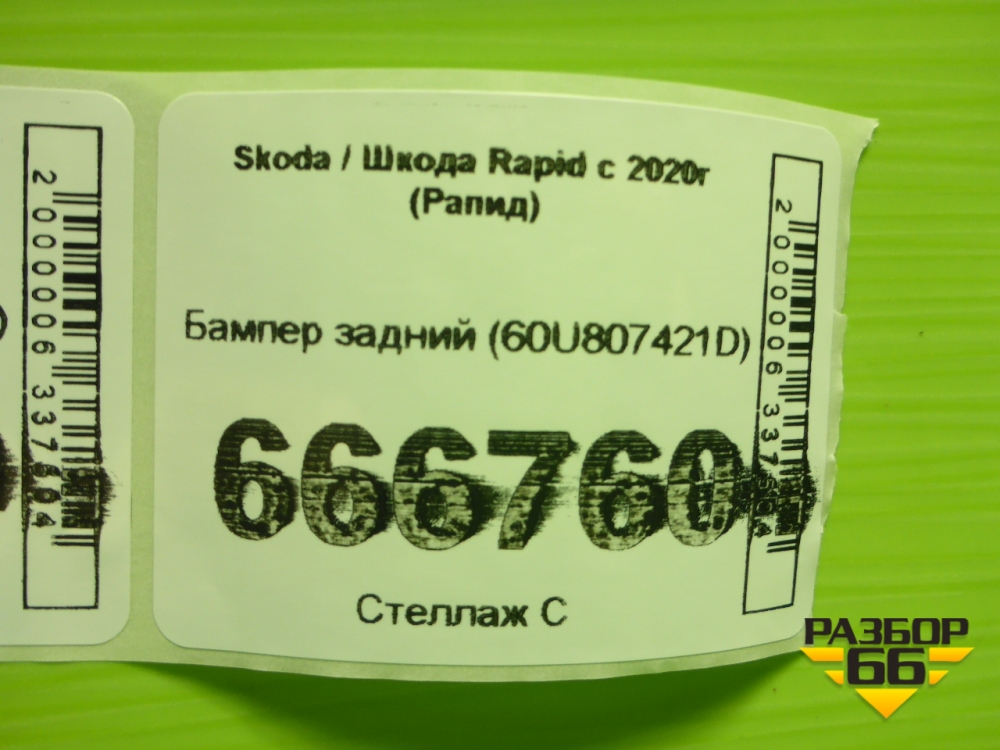 Skoda / Шкода Rapid с 2020г
(Рапид)
Бампер задний (60U807421D)
666760
Стеллаж С
2000006337604
РАЗБОР
66